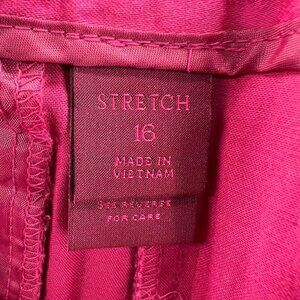 STRETCH
16
MADE IN
VIETNAM
SEE REVERSE
FOR CARE